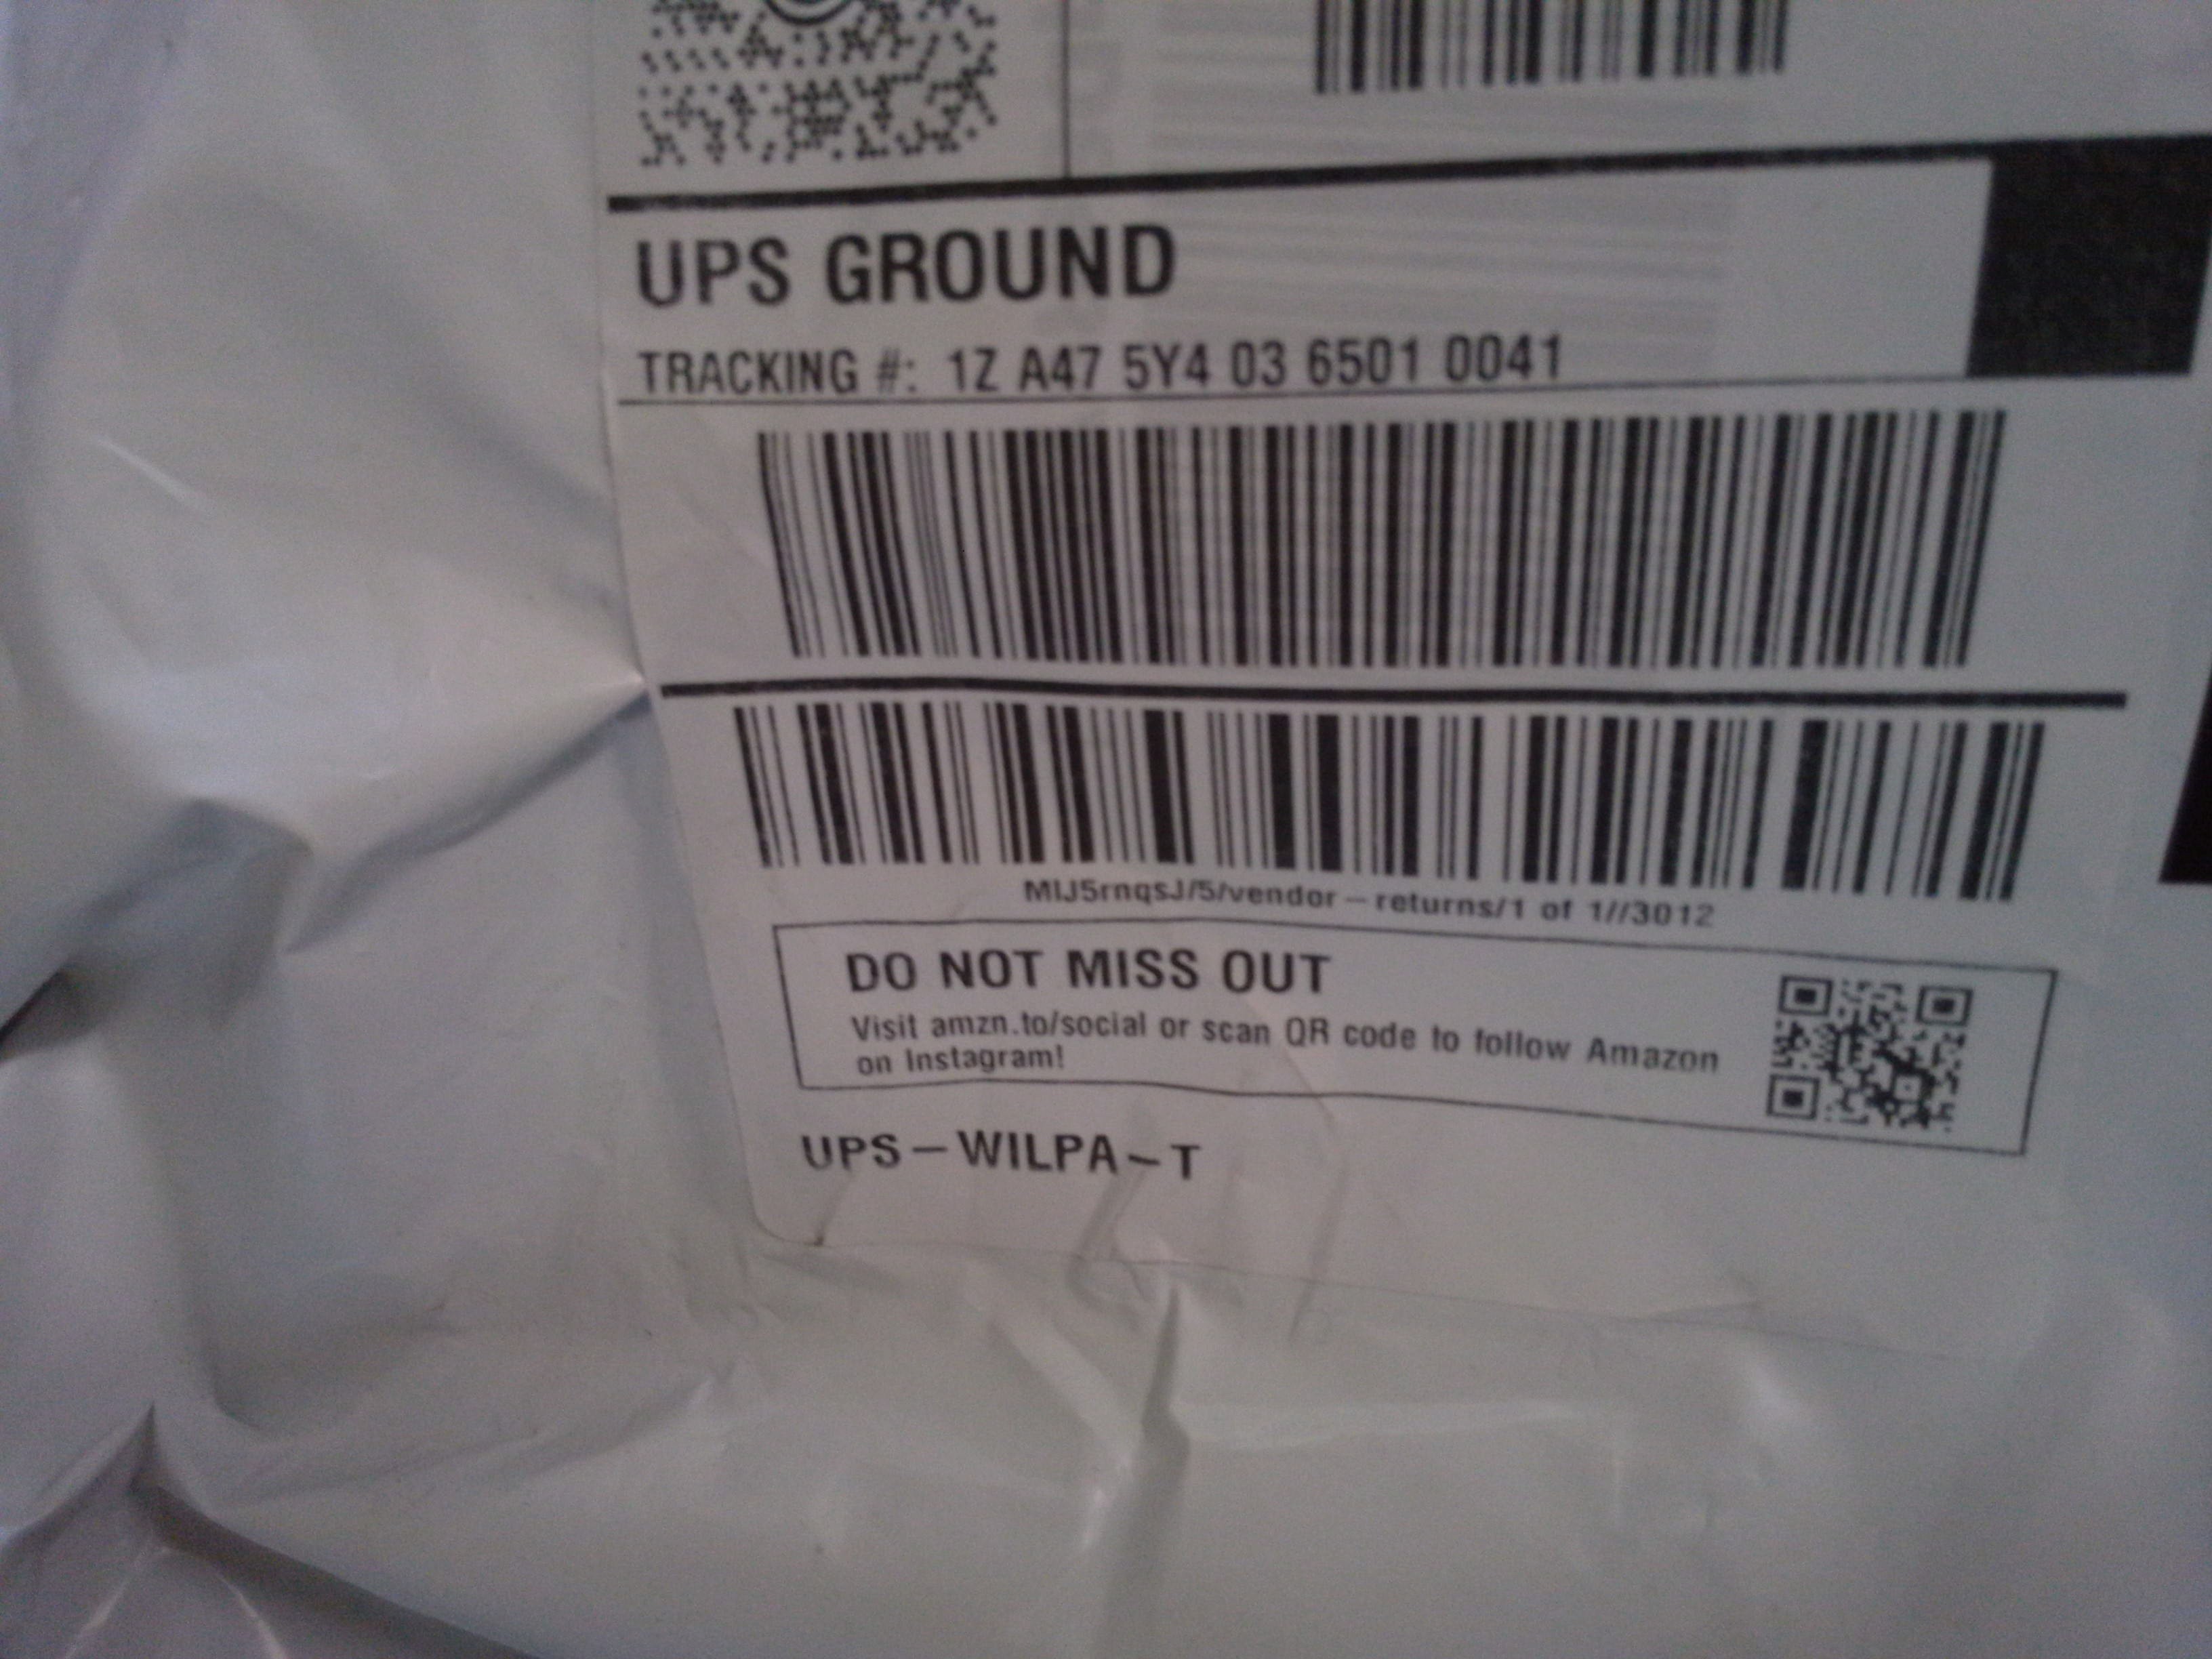 UPS GROUND
TRACKING #: 1Z A47 5Y4 03 6501 0041
MIJ5rnqsJ/5/vendor-returns/1 of 1//3012
DO NOT MISS OUT
Visit amzn.to/social or scan QR code to follow Amazon
on Instagram!
UPS-WILPA-T